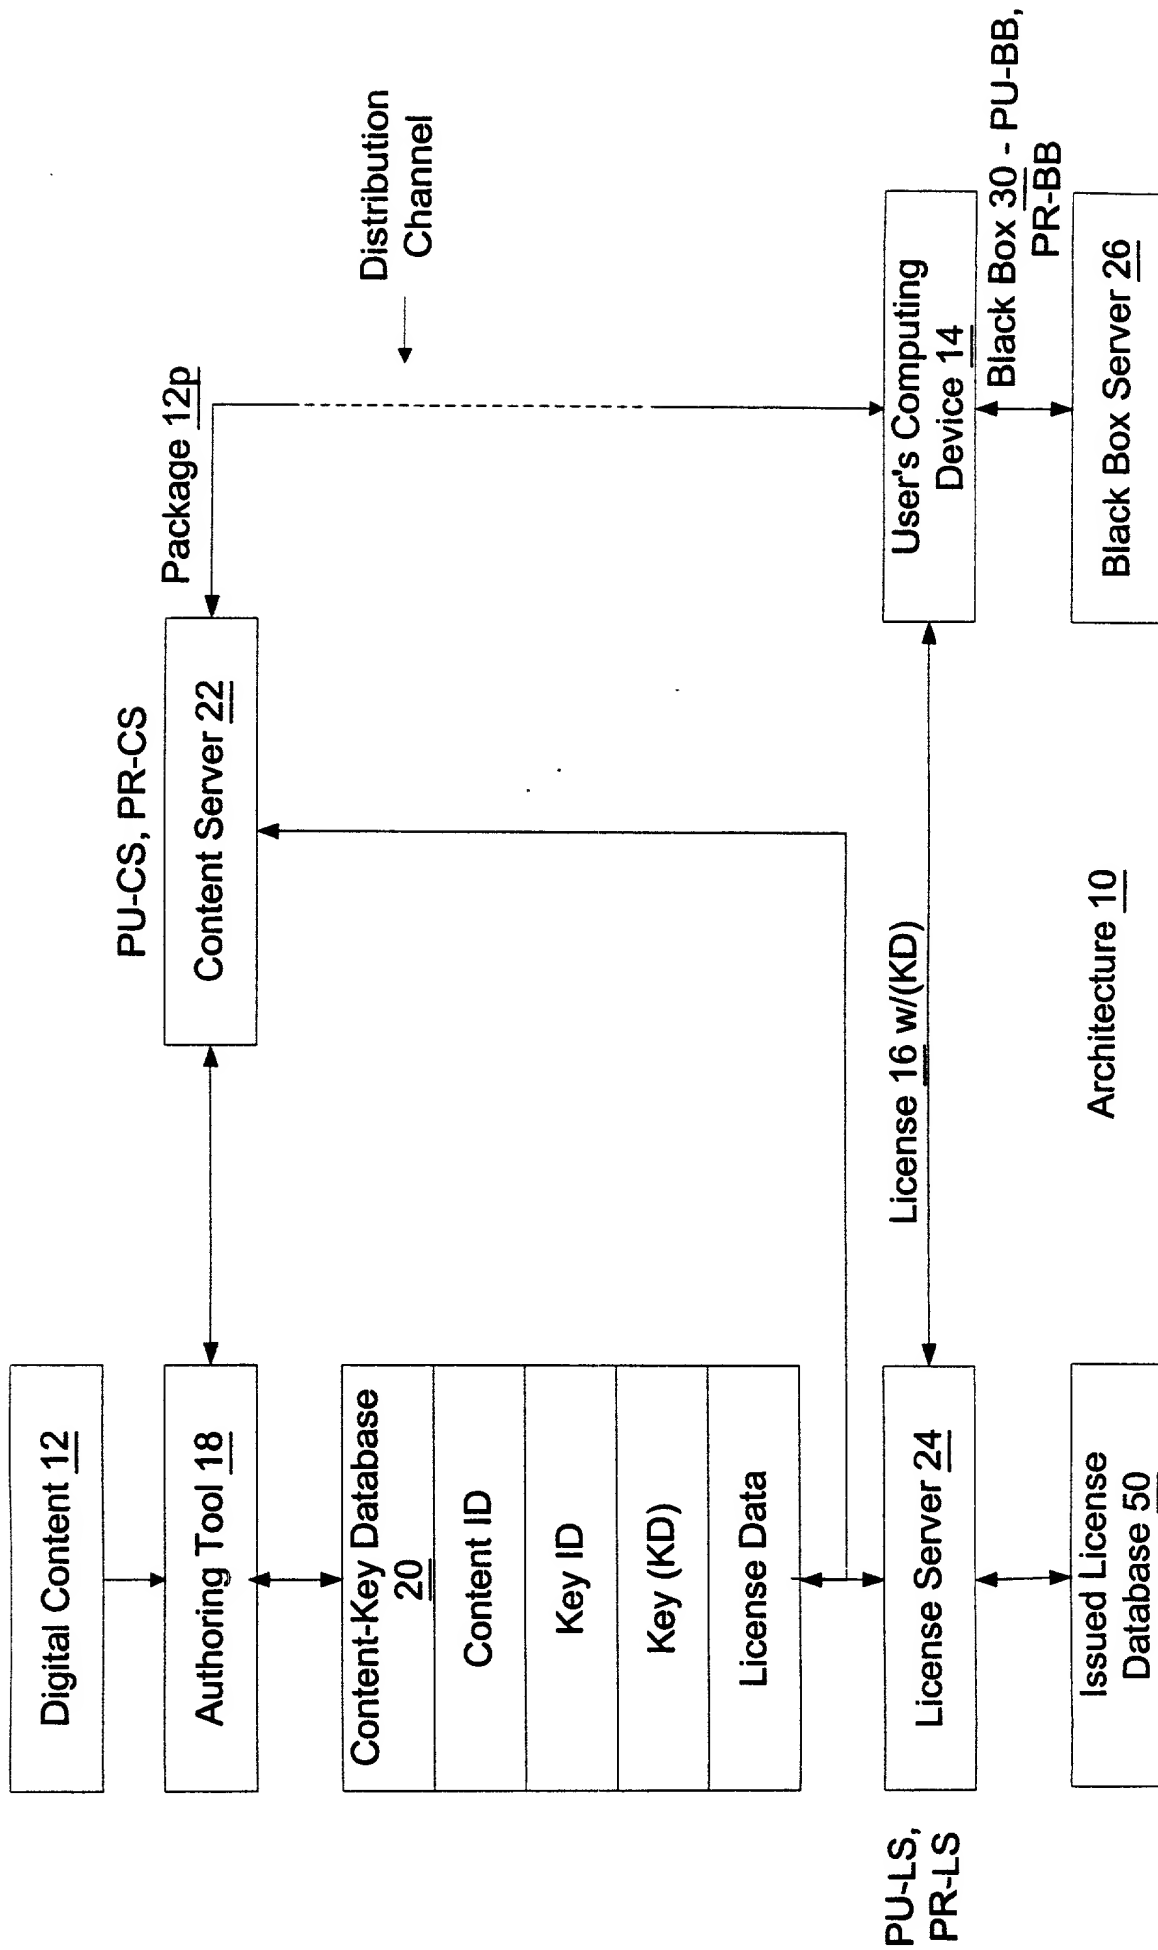 Digital Content 12
Authoring Tool 18
Content-Key Database
20
Content ID
Key ID
Key (KD)
License Data
PU-LS,
PR-LS
License Server 24
Issued License
Database 50
PU-CS, PR-CS
Content Server 22
Package 12p
Distribution
Channel
License 16 w/(KD)
User's Computing
Device 14
Black Box 30 - PU-BB,
PR-BB
Black Box Server 26
Architecture 10